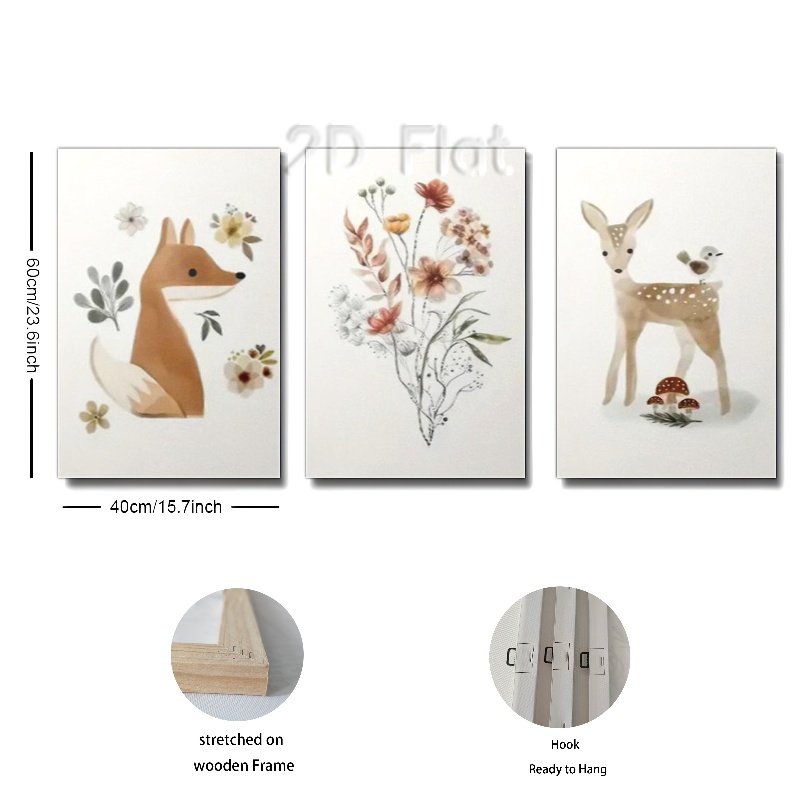 2D Flat
60cm/23.6inch
40cm/15.7inch
stretched on
wooden Frame
Hook
Ready to Hang